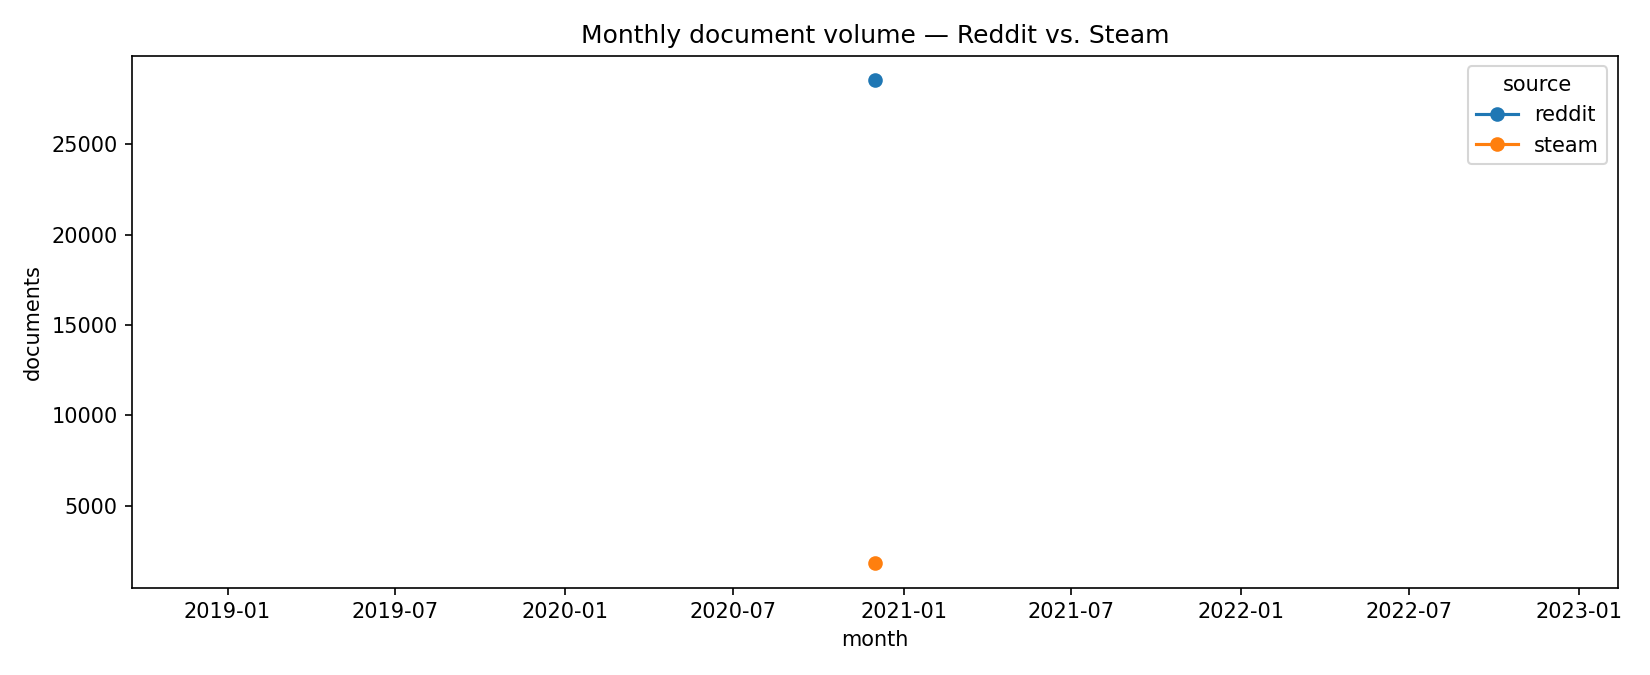 Monthly document volume — Reddit vs. Steam
source
reddit
steam
documents
25000
20000
15000
10000
5000
2019-01 2019-07 2020-01 2020-07 2021-01 2021-07 2022-01 2022-07 2023-01
month